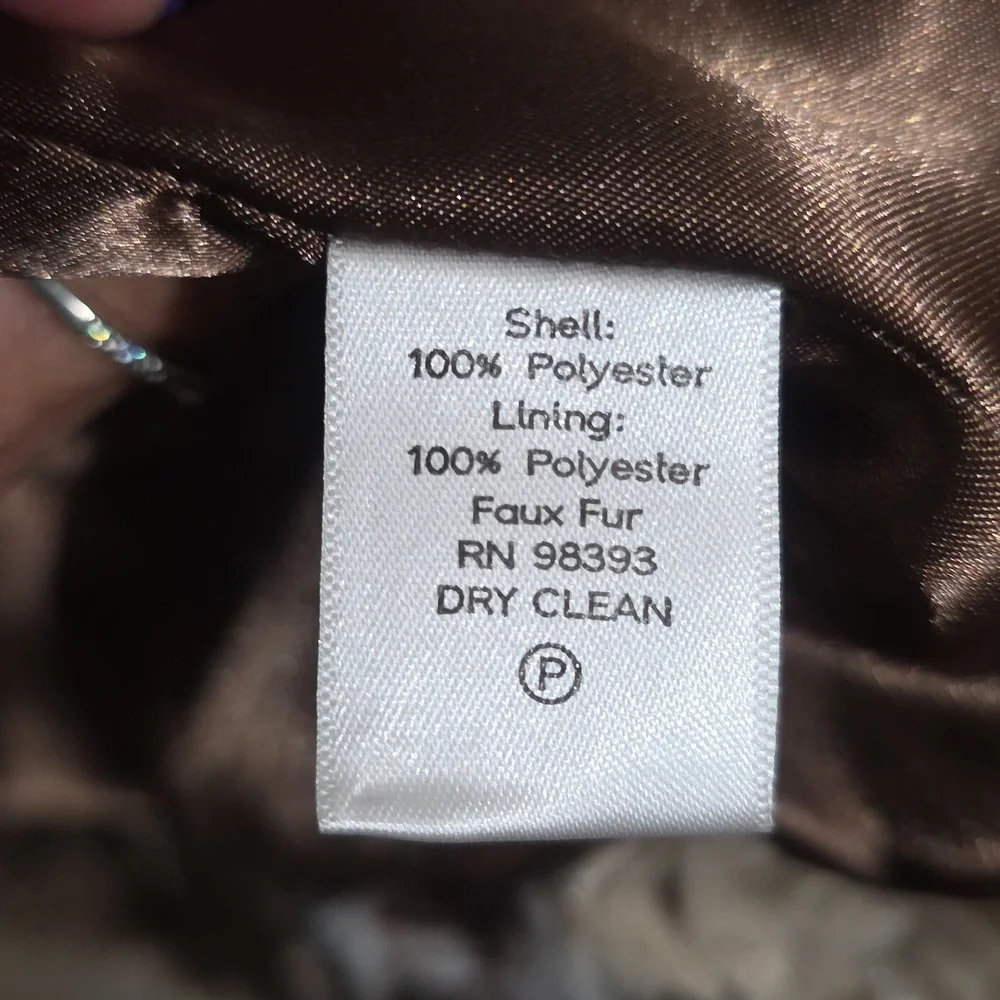 Shell:
100% Polyester
Lining:
100% Polyester
Faux Fur
RN 98393
DRY CLEAN
P